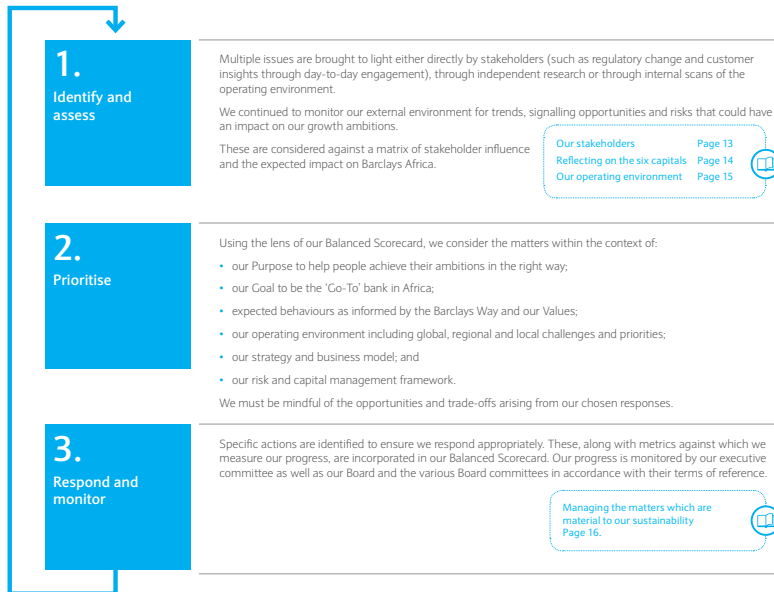 1.
Identify and
assess
Multiple issues are brought to light either directly by stakeholders (such as regulatory change and customer
insights through day-to-day engagement), through independent research or through internal scans of the
operating environment.
We continued to monitor our external environment for trends, signalling opportunities and risks that could have
an impact on our growth ambitions.
These are considered against a matrix of stakeholder influence
and the expected impact on Barclays Africa.
Our stakeholders Page 13
Reflecting on the six capitals Page 14
Our operating environment Page 15
2.
Prioritise
Using the lens of our Balanced Scorecard, we consider the matters within the context of:
• our Purpose to help people achieve their ambitions in the right way;
• our Goal to be the ‘Go-To’ bank in Africa;
• expected behaviours as informed by the Barclays Way and our Values;
• our operating environment including global, regional and local challenges and priorities;
• our strategy and business model; and
• our risk and capital management framework.
We must be mindful of the opportunities and trade-offs arising from our chosen responses.
3.
Respond and
monitor
Specific actions are identified to ensure we respond appropriately. These, along with metrics against which we
measure our progress, are incorporated in our Balanced Scorecard. Our progress is monitored by our executive
committee as well as our Board and the various Board committees in accordance with their terms of reference.
Managing the matters which are
material to our sustainability
Page 16.